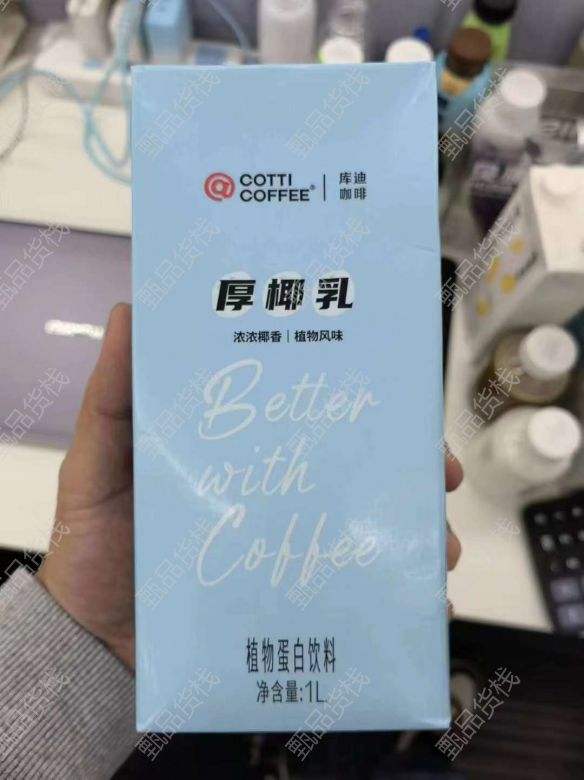 COTTI
COFFEE®
库迪
咖啡
厚椰乳
浓浓椰香｜植物风味
Better
with
Coffee
植物蛋白饮料
净含量:1L
甄品货栈